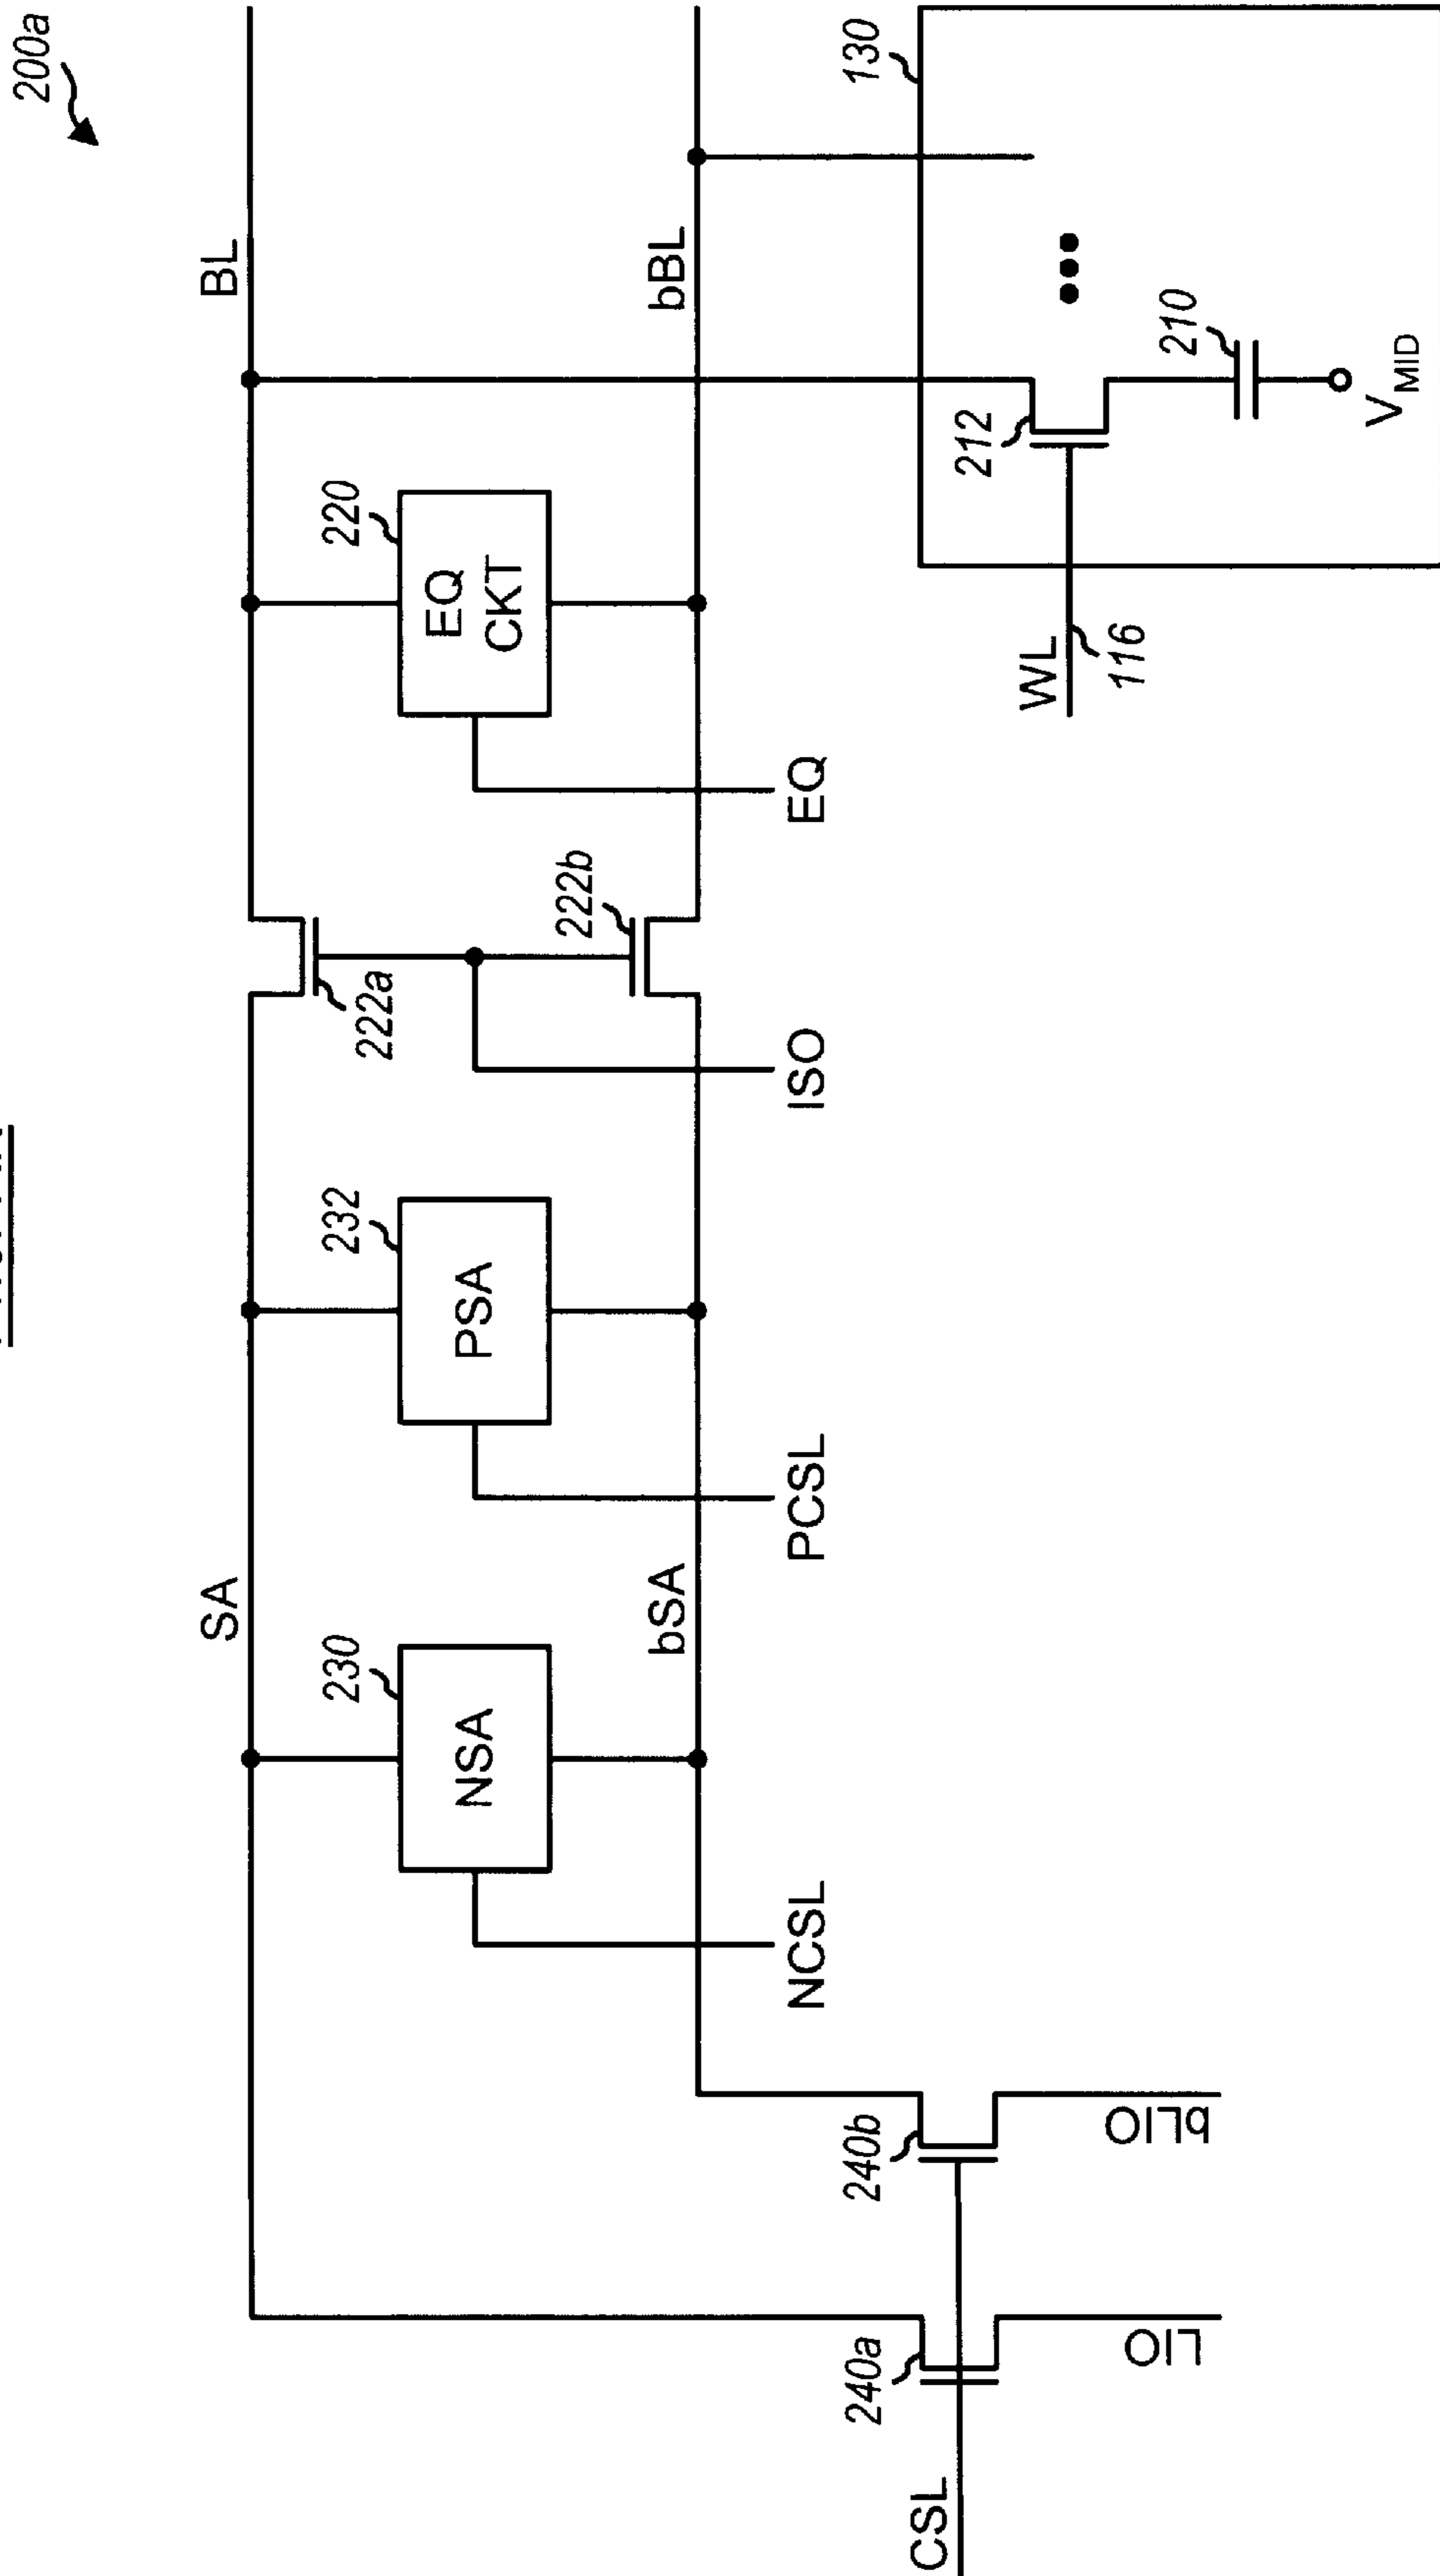 200a
BL
bBL
130
210
212
V MID
220
EQ
CKT
WL
116
EQ
222a
222b
ISO
232
PSA
PCSL
SA
bSA
230
NSA
NCSL
240b
bLIO
240a
LIO
CSL